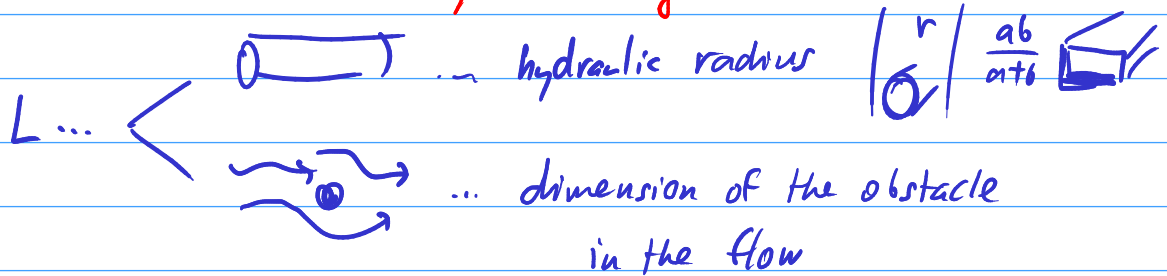 ... hydraulic radius r ab/a+b
L ...
... dimension of the obstacle
in the flow